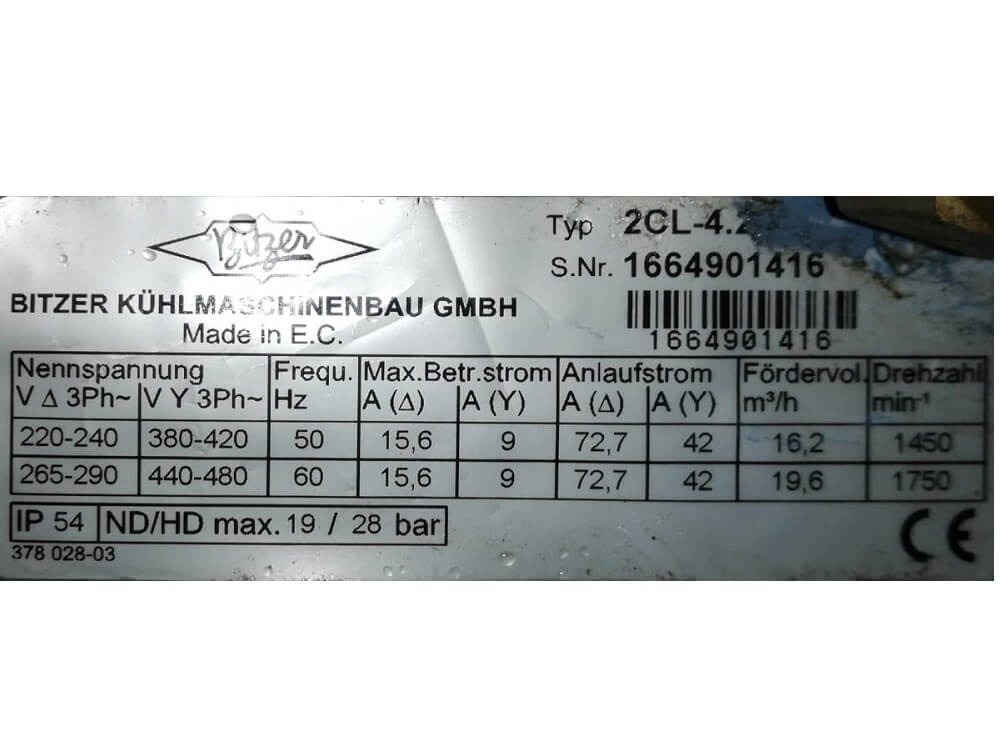 Bitzer
Typ 2CL-4.2
S.Nr. 1664901416
BITZER KÜHLMASCHINENBAU GMBH
Made in E.C.
1664901416
Nennspannung Frequ. Max.Betr.strom Anlaufstrom Fördervol. Drehzahl
V Δ 3Ph~ V Y 3Ph~ Hz A (Δ) A (Y) A (Δ) A (Y) m³/h min-¹
220-240 380-420 50 15,6 9 72,7 42 16,2 1450
265-290 440-480 60 15,6 9 72,7 42 19,6 1750
IP 54 ND/HD max. 19 / 28 bar
378 028-03
CE